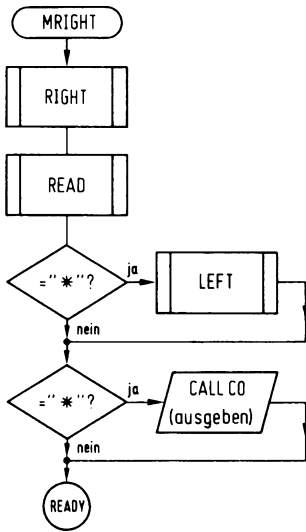 MRIGHT
RIGHT
READ
="*"?
ja
LEFT
nein
="*"?
ja
CALL CO
(ausgeben)
nein
READY